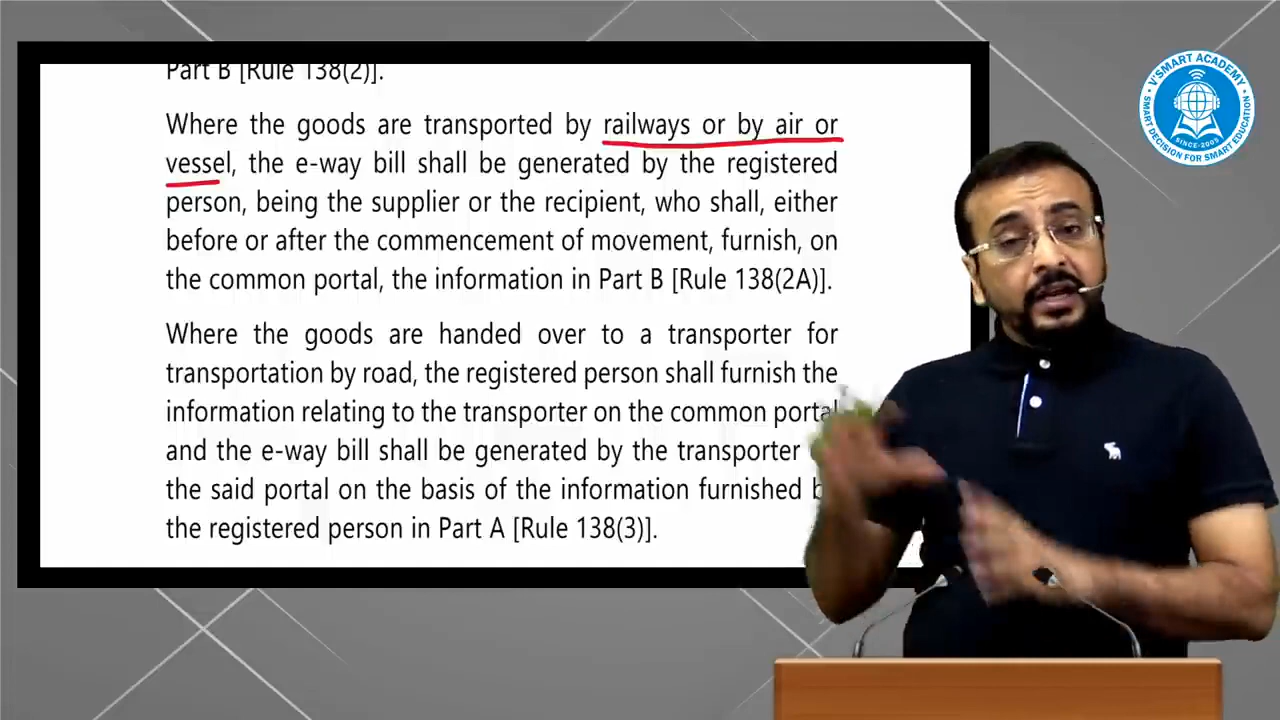 Part B [Rule 138(2)].
Where the goods are transported by railways or by air or
vessel, the e-way bill shall be generated by the registered
person, being the supplier or the recipient, who shall, either
before or after the commencement of movement, furnish, on
the common portal, the information in Part B [Rule 138(2A)].
Where the goods are handed over to a transporter for
transportation by road, the registered person shall furnish the
information relating to the transporter on the common portal
and the e-way bill shall be generated by the transporter
the said portal on the basis of the information furnished
the registered person in Part A [Rule 138(3)].
V'SMART ACADEMY
SINCE-2005
SMART DECISION FOR SMART EDUCATION